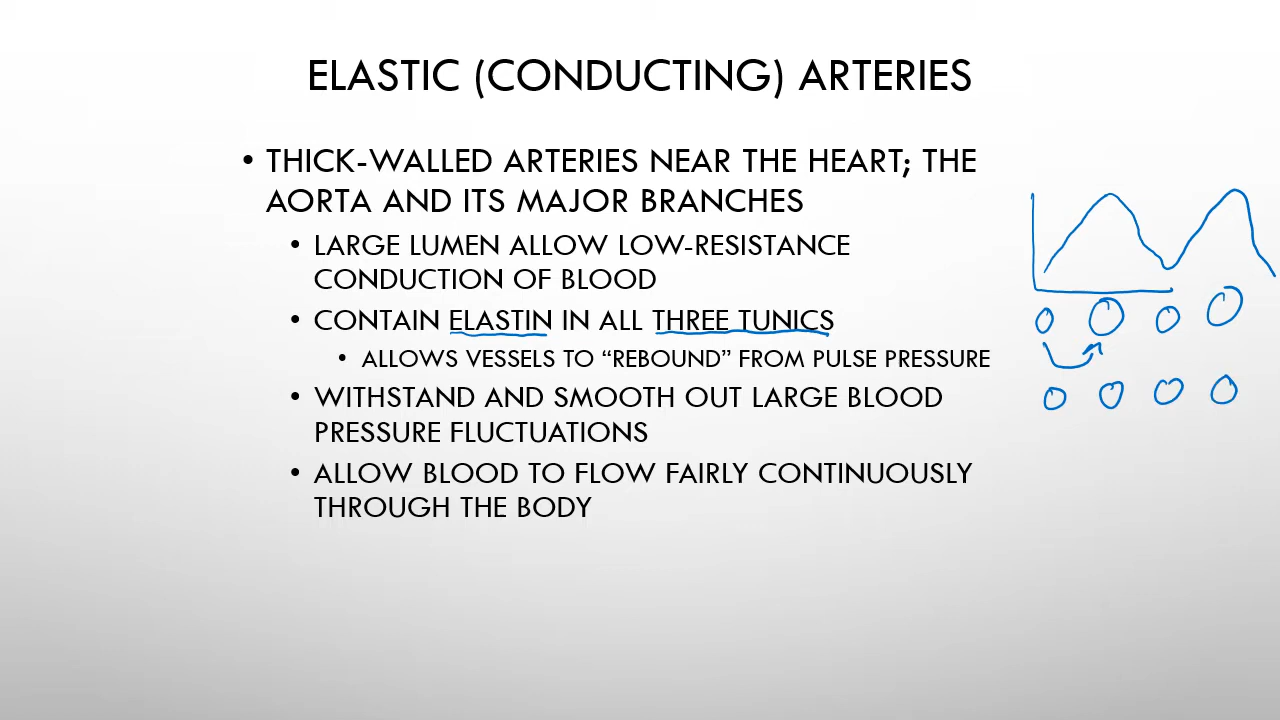 ELASTIC (CONDUCTING) ARTERIES
• THICK-WALLED ARTERIES NEAR THE HEART; THE
AORTA AND ITS MAJOR BRANCHES
• LARGE LUMEN ALLOW LOW-RESISTANCE
CONDUCTION OF BLOOD
• CONTAIN ELASTIN IN ALL THREE TUNICS
• ALLOWS VESSELS TO “REBOUND” FROM PULSE PRESSURE
• WITHSTAND AND SMOOTH OUT LARGE BLOOD
PRESSURE FLUCTUATIONS
• ALLOW BLOOD TO FLOW FAIRLY CONTINUOUSLY
THROUGH THE BODY